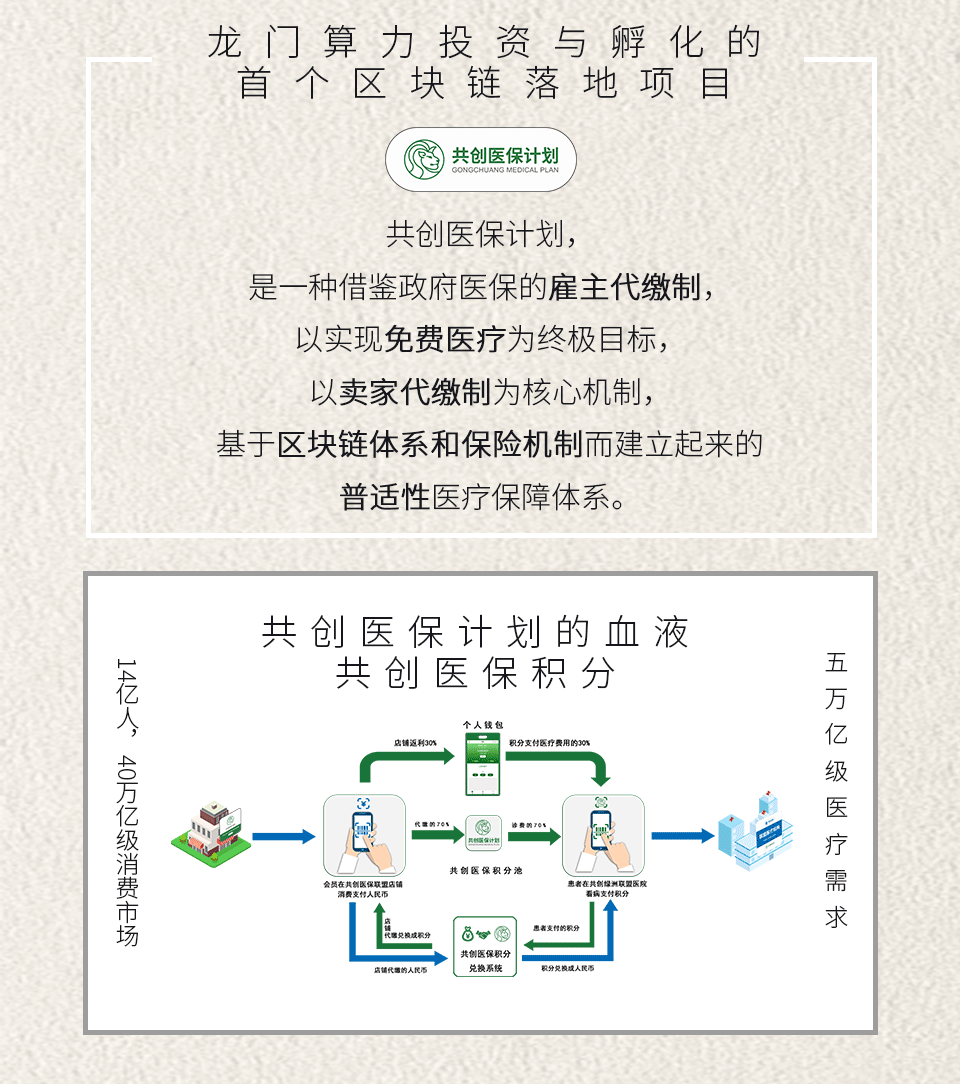 龙门算力投资与孵化的
首个区块链落地项目
共创医保计划
GONGCHUANG MEDICAL PLAN
共创医保计划，
是一种借鉴政府医保的雇主代缴制，
以实现免费医疗为终极目标，
以卖家代缴制为核心机制，
基于区块链体系和保险机制而建立起来的
普适性医疗保障体系。
共创医保计划的血液
共创医保积分
14亿人，40万亿级消费市场
五万亿级医疗需求
个人钱包
店铺返利30%
积分支付医疗费用的30%
代缴的70%
共创医保计划
诊费的70%
共创医保积分池
会员在共创医保联盟店铺
消费支付人民币
患者在共创绿洲联盟医院
看病支付积分
店
铺
代缴兑换成积分
患者支付的积分
共创医保积分
兑换系统
店铺代缴的人民币
积分兑换成人民币